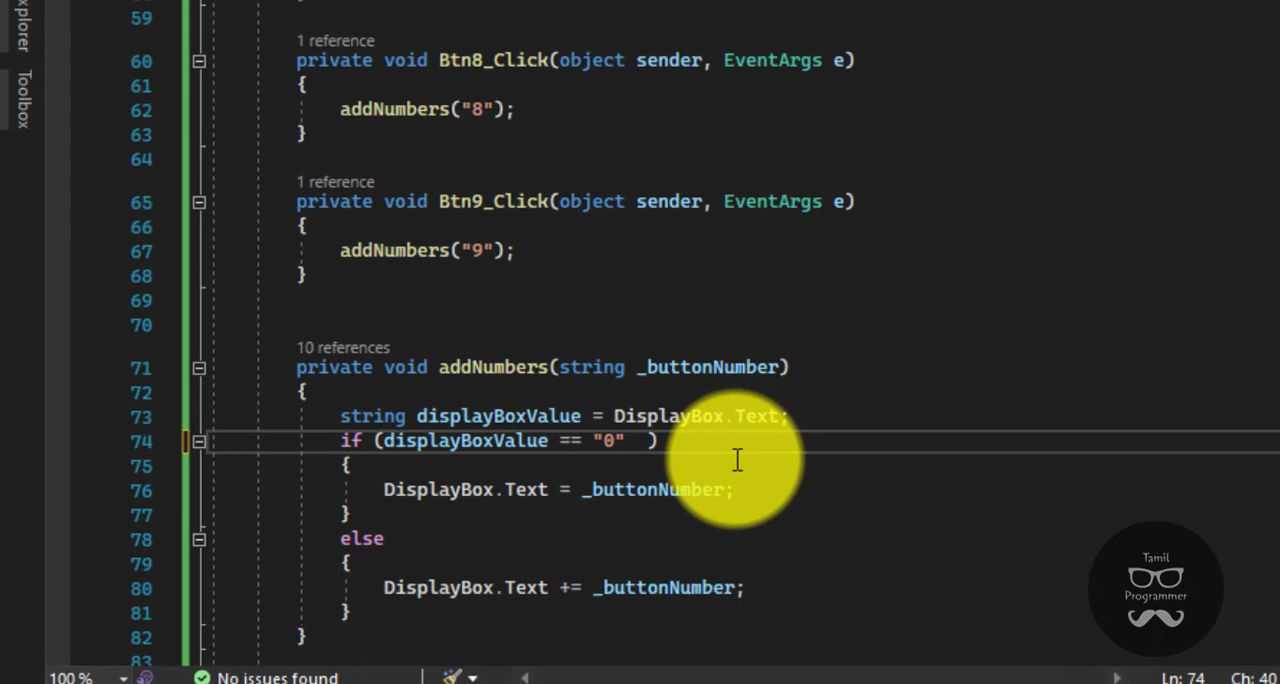 59
1 reference
60 private void Btn8_Click(object sender, EventArgs e)
61 {
62 addNumbers("8");
63 }
64
1 reference
65 private void Btn9_Click(object sender, EventArgs e)
66 {
67 addNumbers("9");
68 }
69
70
10 references
71 private void addNumbers(string _buttonNumber)
72 {
73 string displayBoxValue = DisplayBox.Text;
74 if (displayBoxValue == "0"  )
75 {
76 DisplayBox.Text = _buttonNumber;
77 }
78 else
79 {
80 DisplayBox.Text += _buttonNumber;
81 }
82 }
83
Toolbox
Tamil
Programmer
100 %
No issues found
Ln: 74
Ch: 40